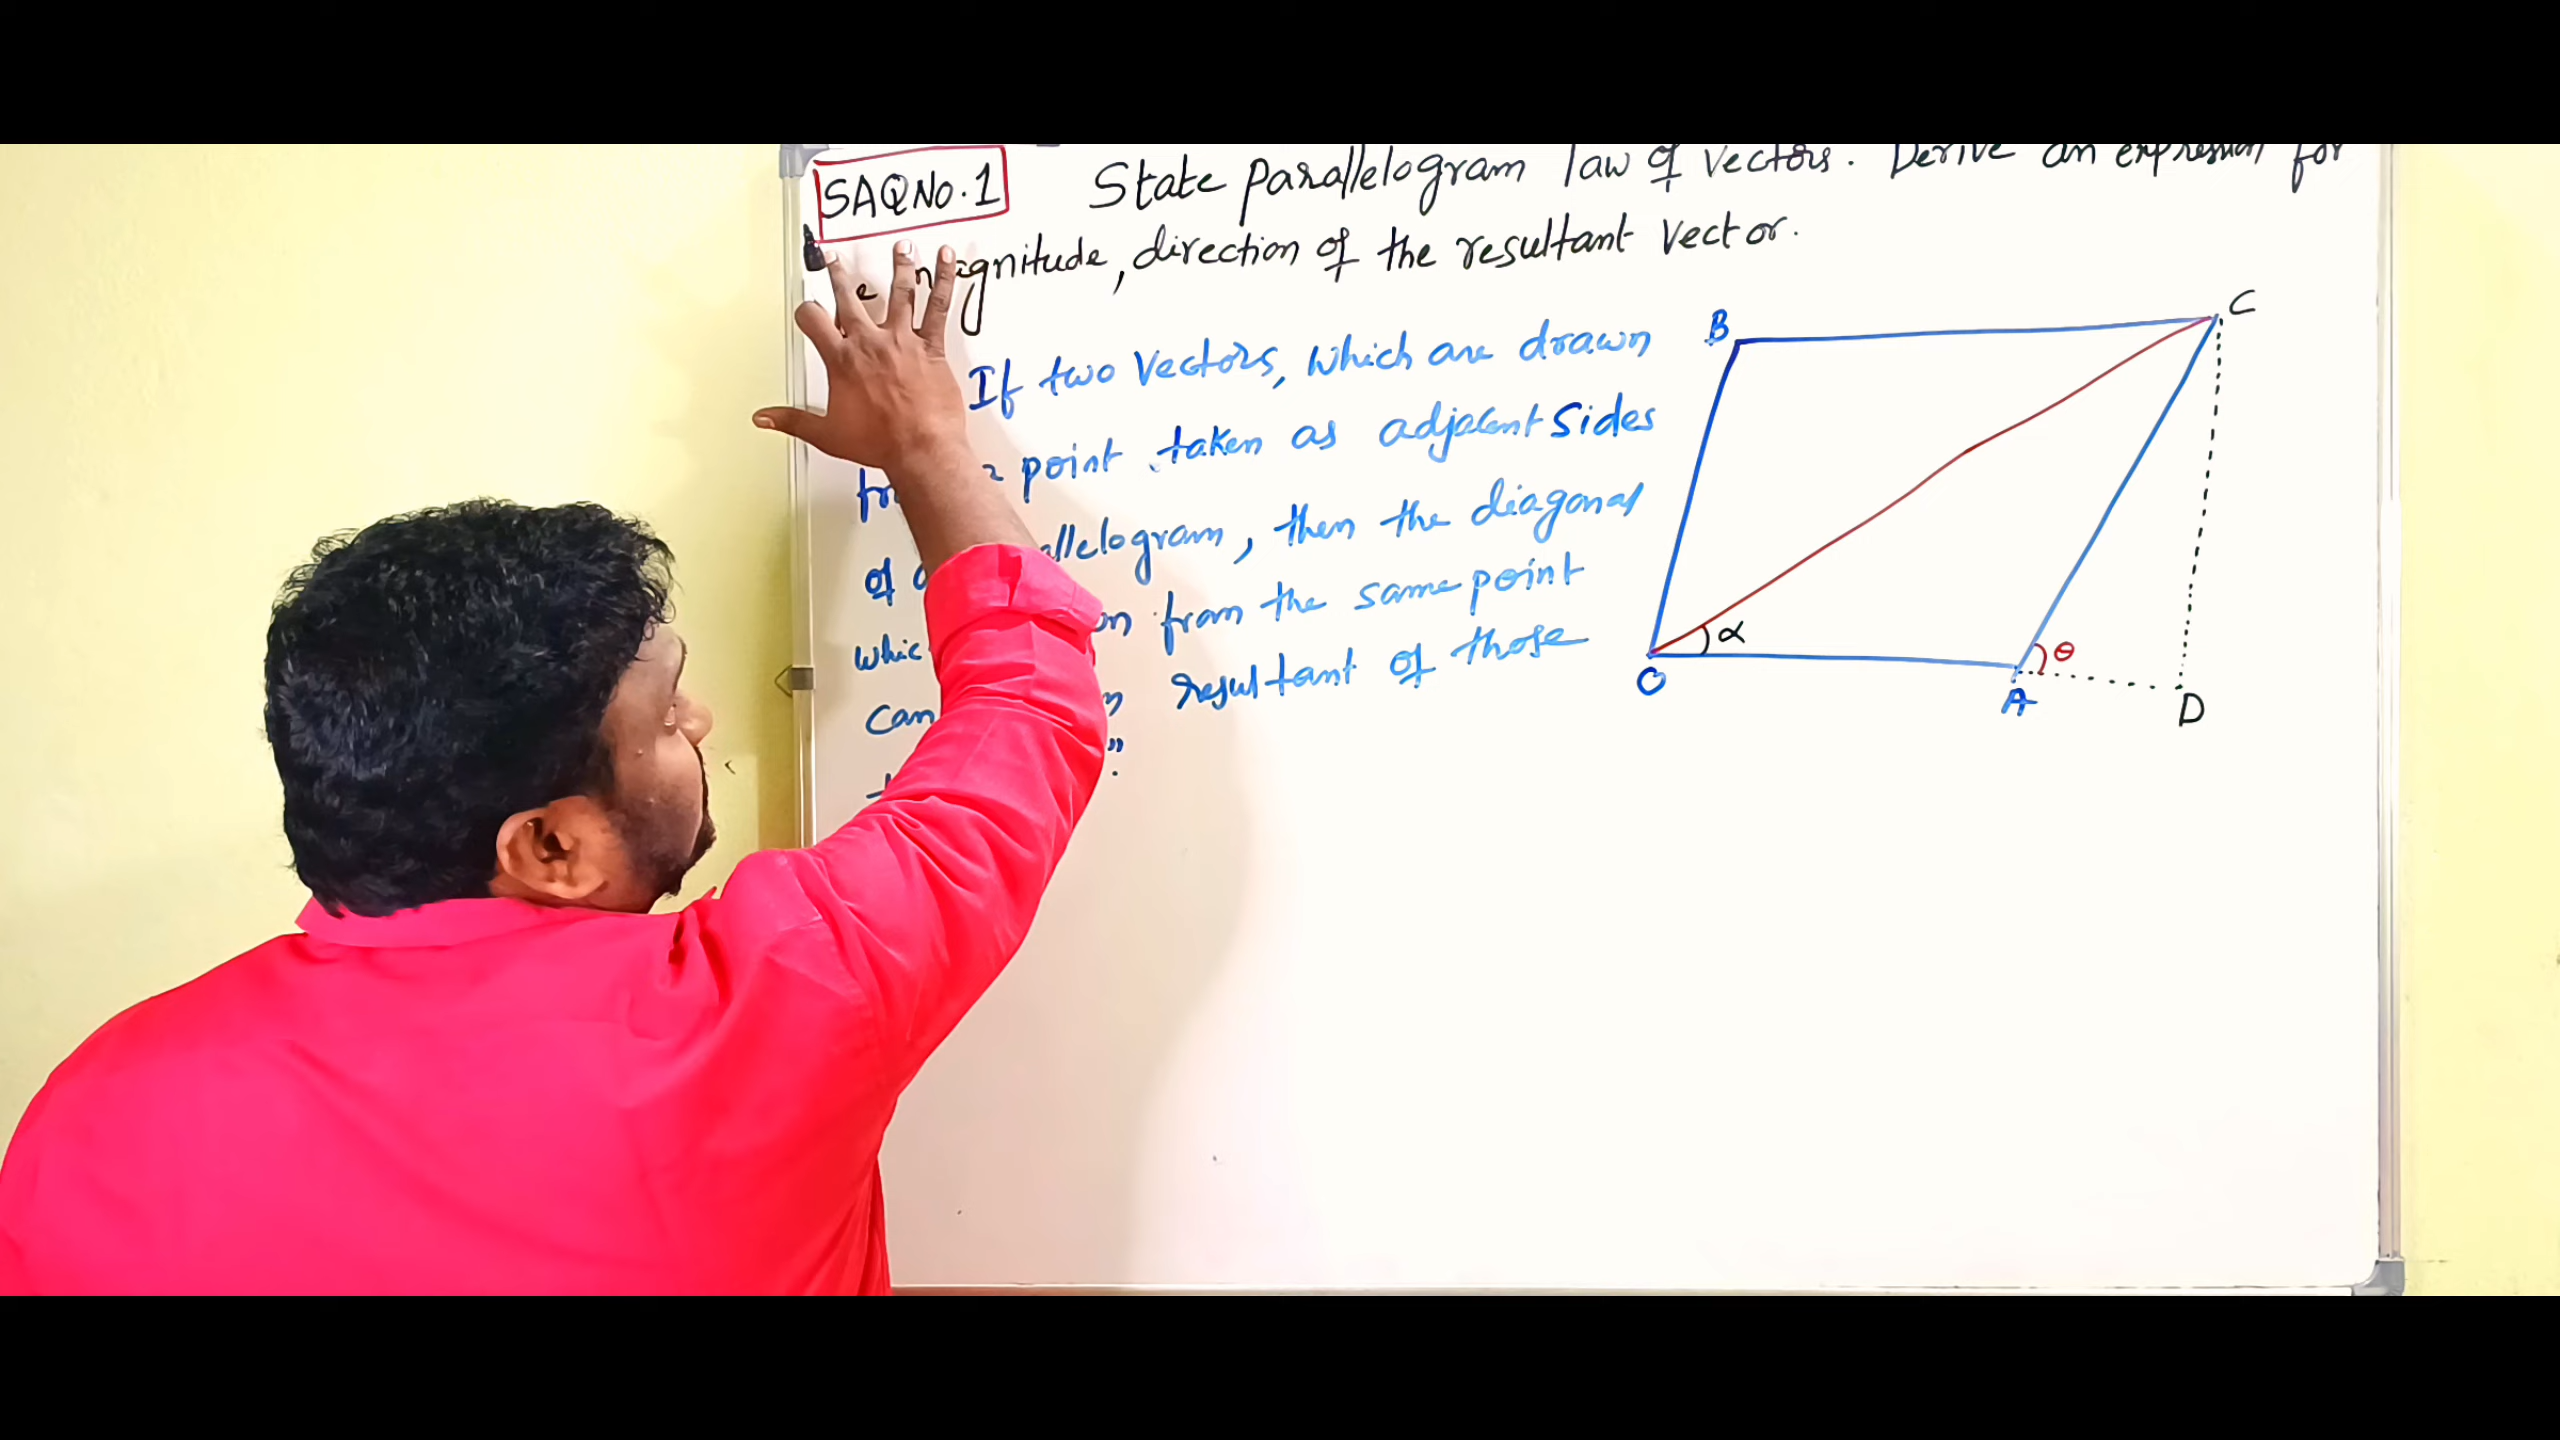 SAQNo.1 State parallelogram law of vectors. Derive an expression for
magnitude, direction of the resultant vector.
If two vectors, which are drawn
point taken as adjacent sides
of then the diagonal
from the same point
can resultant of those
B
C
O
α
A
θ
D